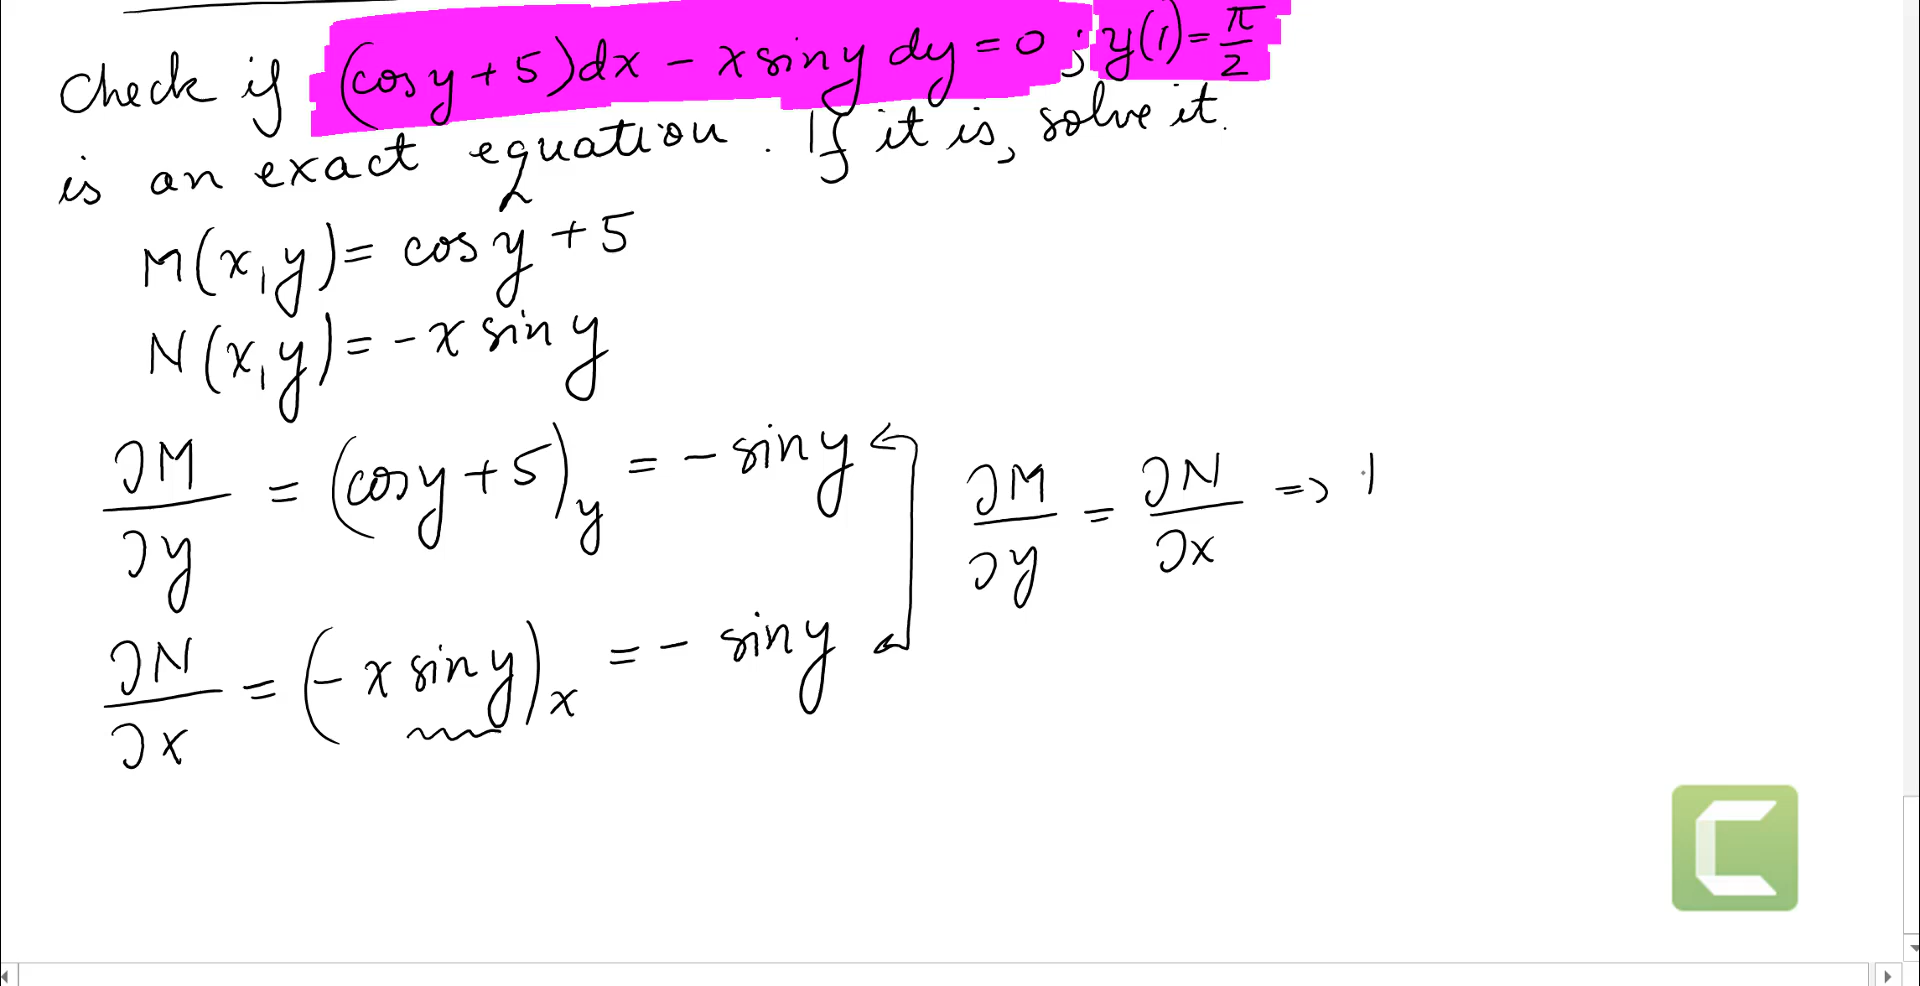 Check if (cos y + 5)dx - x sin y dy = 0 ; y(1) = π/2
is an exact equation. If it is, solve it.
M(x,y) = cos y + 5
N(x,y) = - x sin y
∂M/∂y = (cos y + 5)_y = - sin y
∂M/∂y = ∂N/∂x =>
∂N/∂x = (- x sin y)_x = - sin y